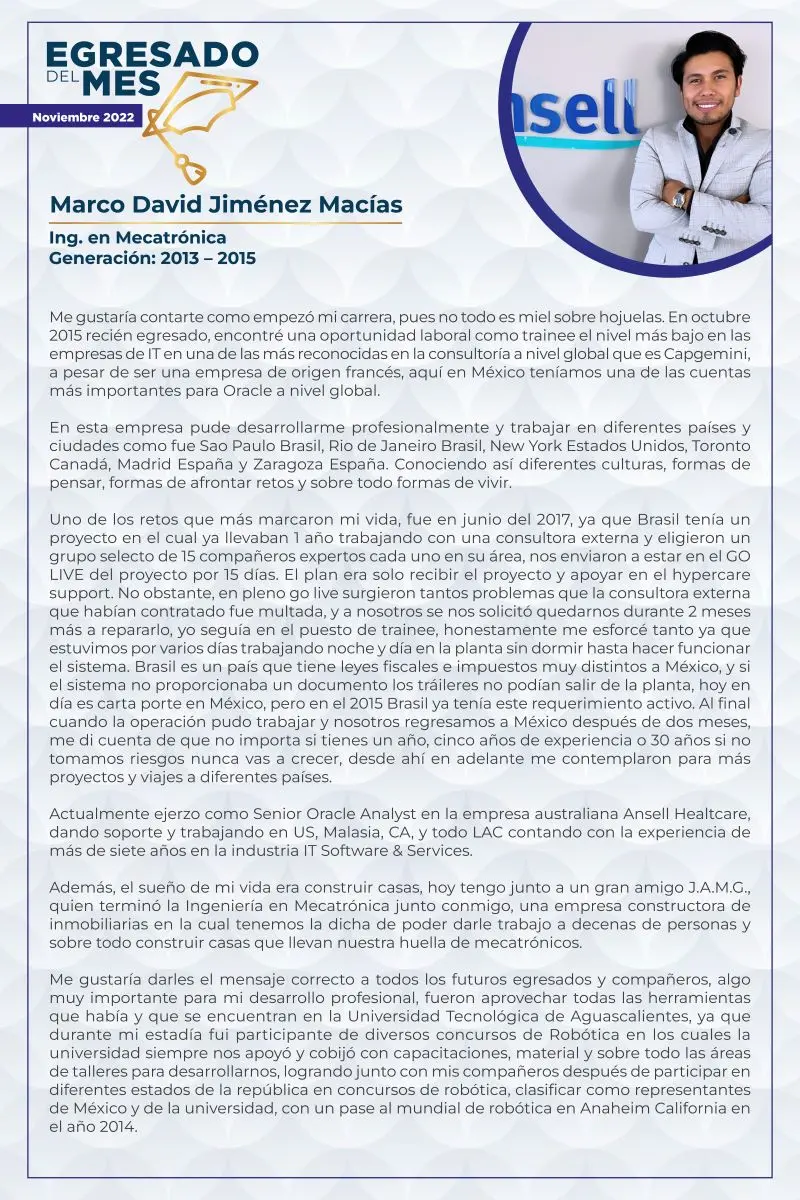 EGRESADO
DEL MES
Noviembre 2022
nsell
Marco David Jiménez Macías
Ing. en Mecatrónica
Generación: 2013 – 2015
Me gustaría contarte como empezó mi carrera, pues no todo es miel sobre hojuelas. En octubre
2015 recién egresado, encontré una oportunidad laboral como trainee el nivel más bajo en las
empresas de IT en una de las más reconocidas en la consultoría a nivel global que es Capgemini,
a pesar de ser una empresa de origen francés, aquí en México teníamos una de las cuentas
más importantes para Oracle a nivel global.
En esta empresa pude desarrollarme profesionalmente y trabajar en diferentes países y
ciudades como fue Sao Paulo Brasil, Rio de Janeiro Brasil, New York Estados Unidos, Toronto
Canadá, Madrid España y Zaragoza España. Conociendo así diferentes culturas, formas de
pensar, formas de afrontar retos y sobre todo formas de vivir.
Uno de los retos que más marcaron mi vida, fue en junio del 2017, ya que Brasil tenía un
proyecto en el cual ya llevaban 1 año trabajando con una consultora externa y eligieron un
grupo selecto de 15 compañeros expertos cada uno en su área, nos enviaron a estar en el GO
LIVE del proyecto por 15 días. El plan era solo recibir el proyecto y apoyar en el hypercare
support. No obstante, en pleno go live surgieron tantos problemas que la consultora externa
que habían contratado fue multada, y a nosotros se nos solicitó quedarnos durante 2 meses
más a repararlo, yo seguía en el puesto de trainee, honestamente me esforcé tanto ya que
estuvimos por varios días trabajando noche y día en la planta sin dormir hasta hacer funcionar
el sistema. Brasil es un país que tiene leyes fiscales e impuestos muy distintos a México, y si
el sistema no proporcionaba un documento los tráileres no podían salir de la planta, hoy en
día es carta porte en México, pero en el 2015 Brasil ya tenía este requerimiento activo. Al final
cuando la operación pudo trabajar y nosotros regresamos a México después de dos meses,
me di cuenta de que no importa si tienes un año, cinco años de experiencia o 30 años si no
tomamos riesgos nunca vas a crecer, desde ahí en adelante me contemplaron para más
proyectos y viajes a diferentes países.
Actualmente ejerzo como Senior Oracle Analyst en la empresa australiana Ansell Healtcare,
dando soporte y trabajando en US, Malasia, CA, y todo LAC contando con la experiencia de
más de siete años en la industria IT Software & Services.
Además, el sueño de mi vida era construir casas, hoy tengo junto a un gran amigo J.A.M.G.,
quien terminó la Ingeniería en Mecatrónica junto conmigo, una empresa constructora de
inmobiliarias en la cual tenemos la dicha de poder darle trabajo a decenas de personas y
sobre todo construir casas que llevan nuestra huella de mecatrónicos.
Me gustaría darles el mensaje correcto a todos los futuros egresados y compañeros, algo
muy importante para mi desarrollo profesional, fueron aprovechar todas las herramientas
que había y que se encuentran en la Universidad Tecnológica de Aguascalientes, ya que
durante mi estadía fui participante de diversos concursos de Robótica en los cuales la
universidad siempre nos apoyó y cobijó con capacitaciones, material y sobre todo las áreas
de talleres para desarrollarnos, logrando junto con mis compañeros después de participar en
diferentes estados de la república en concursos de robótica, clasificar como representantes
de México y de la universidad, con un pase al mundial de robótica en Anaheim California en
el año 2014.